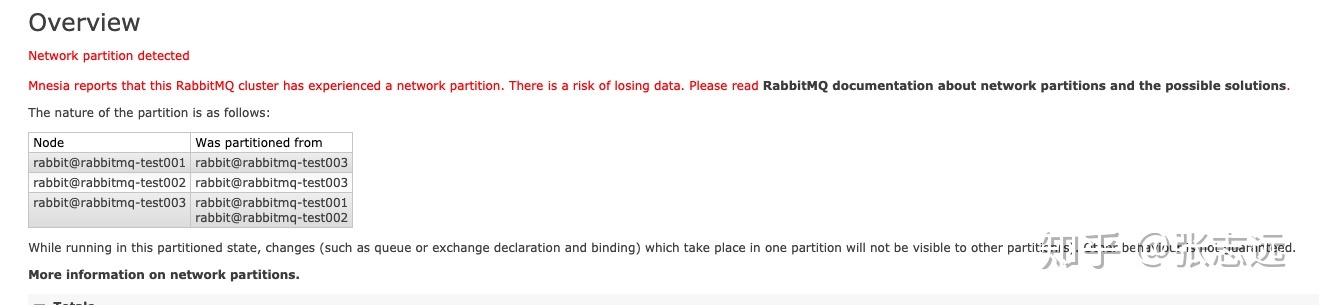 Overview
Network partition detected
Mnesia reports that this RabbitMQ cluster has experienced a network partition. There is a risk of losing data. Please read RabbitMQ documentation about network partitions and the possible solutions.
The nature of the partition is as follows:
Node Was partitioned from
rabbit@rabbitmq-test001 rabbit@rabbitmq-test003
rabbit@rabbitmq-test002 rabbit@rabbitmq-test003
rabbit@rabbitmq-test003 rabbit@rabbitmq-test001
rabbit@rabbitmq-test002
While running in this partitioned state, changes (such as queue or exchange declaration and binding) which take place in one partition will not be visible to other partitions. Other behaviour is not guaranteed.
知乎 @张志远
More information on network partitions.